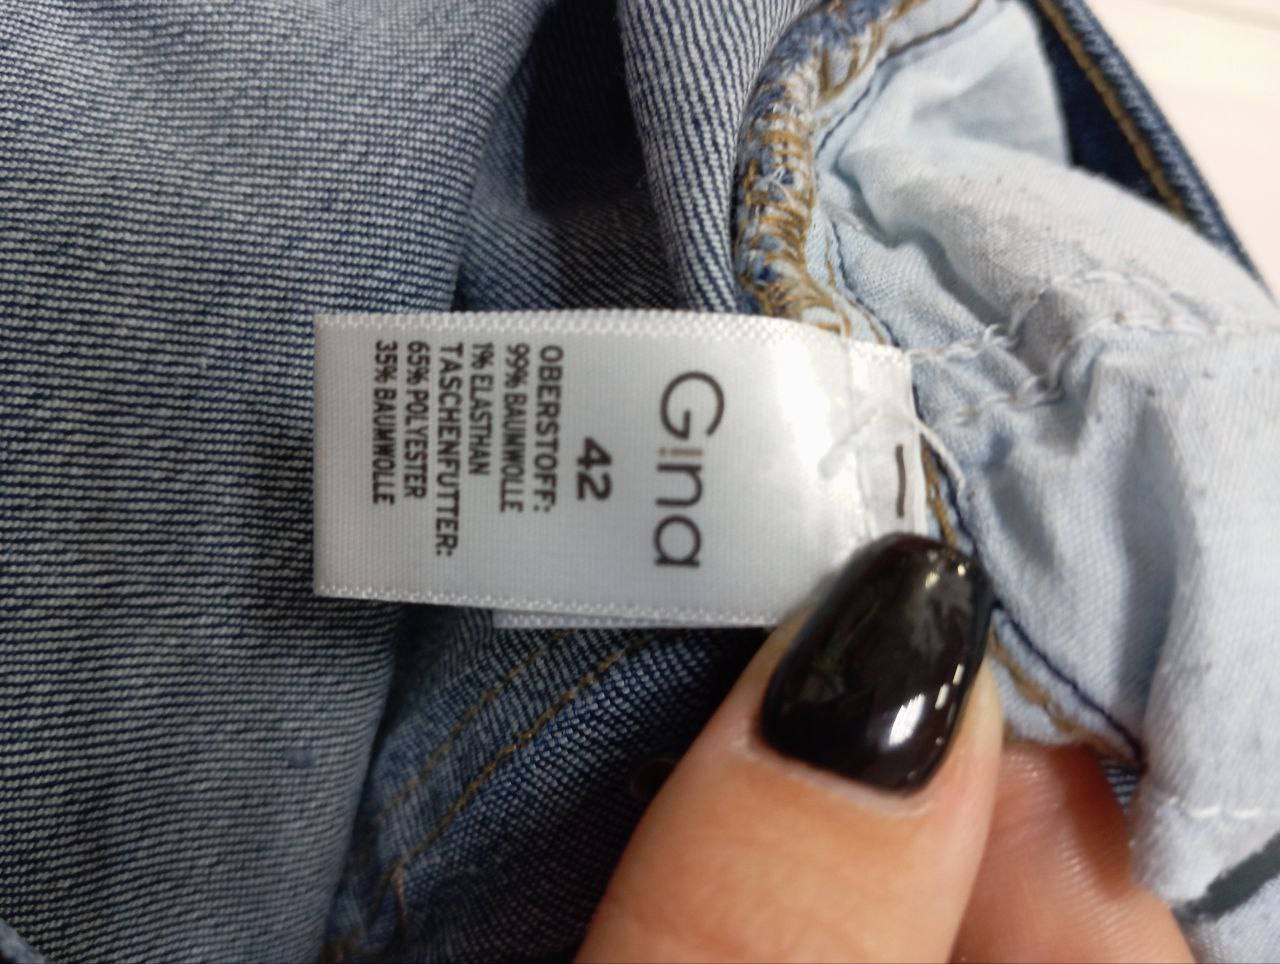 Gina
42
OBERSTOFF:
99% BAUMWOLLE
1% ELASTHAN
TASCHENFUTTER:
65% POLYESTER
35% BAUMWOLLE